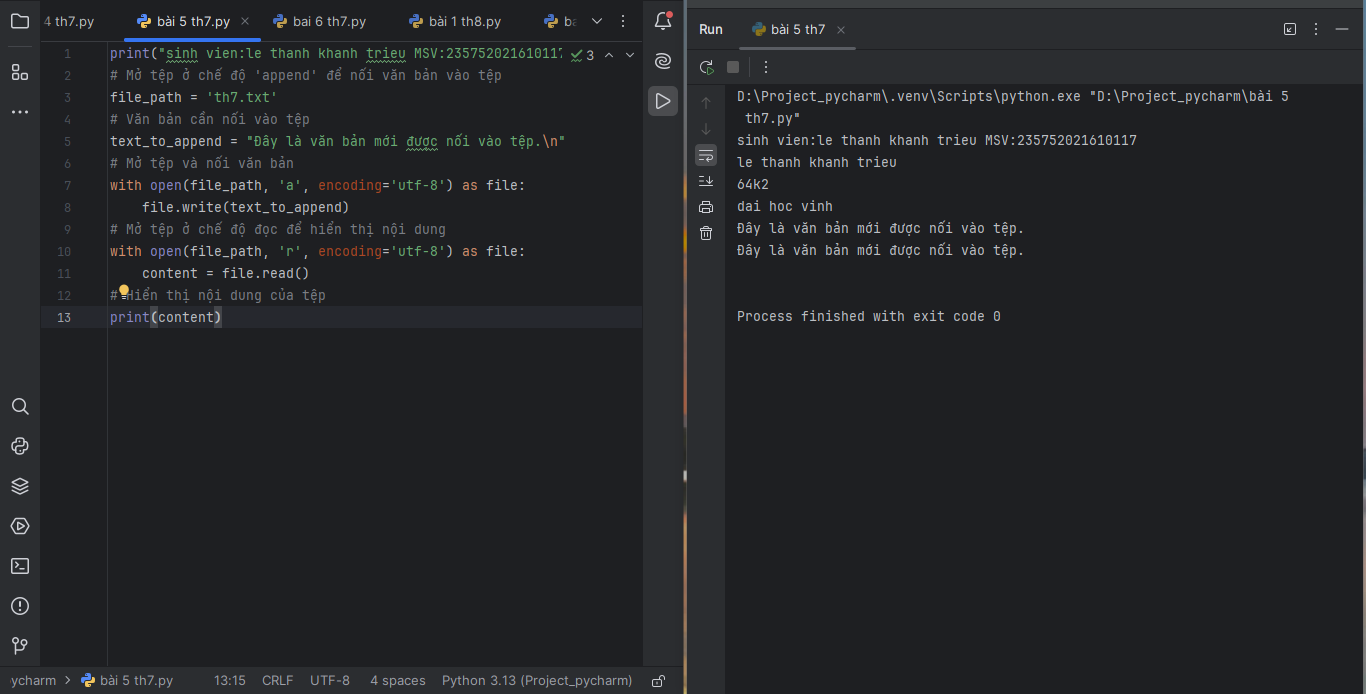 4 th7.py
bài 5 th7.py
bai 6 th7.py
bài 1 th8.py
1 print("sinh vien:le thanh khanh trieu MSV:235752021610117
3
2 # Mở tệp ở chế độ 'append' để nối văn bản vào tệp
3 file_path = 'th7.txt'
4 # Văn bản cần nối vào tệp
5 text_to_append = "Đây là văn bản mới được nối vào tệp.\n"
6 # Mở tệp và nối văn bản
7 with open(file_path, 'a', encoding='utf-8') as file:
8 file.write(text_to_append)
9 # Mở tệp ở chế độ đọc để hiển thị nội dung
10 with open(file_path, 'r', encoding='utf-8') as file:
11 content = file.read()
12 # Hiển thị nội dung của tệp
13 print(content)
Run
bài 5 th7
D:\Project_pycharm\.venv\Scripts\python.exe "D:\Project_pycharm\bài 5
th7.py"
sinh vien:le thanh khanh trieu MSV:235752021610117
le thanh khanh trieu
64k2
dai hoc vinh
Đây là văn bản mới được nối vào tệp.
Đây là văn bản mới được nối vào tệp.
Process finished with exit code 0
ycharm
bài 5 th7.py
13:15 CRLF UTF-8 4 spaces Python 3.13 (Project_pycharm)